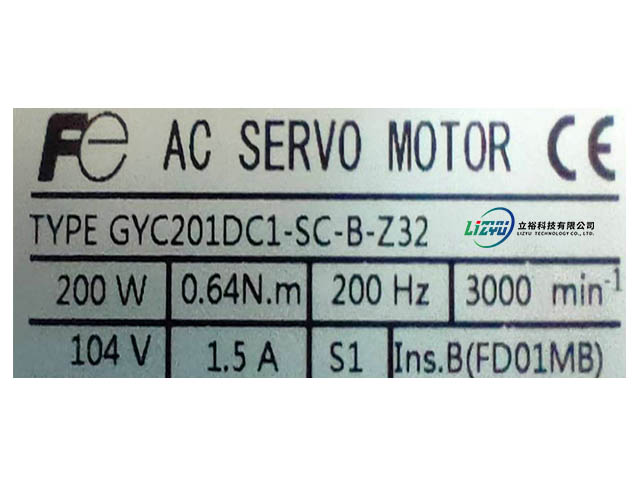 Fe AC SERVO MOTOR CE
TYPE GYC201DC1-SC-B-Z32
LIZYU 立裕科技有限公司
LIZYU TECHNOLOGY CO., LTD.
200 W 0.64N.m 200 Hz 3000 min⁻¹
104 V 1.5 A S1 Ins.B(FD01MB)